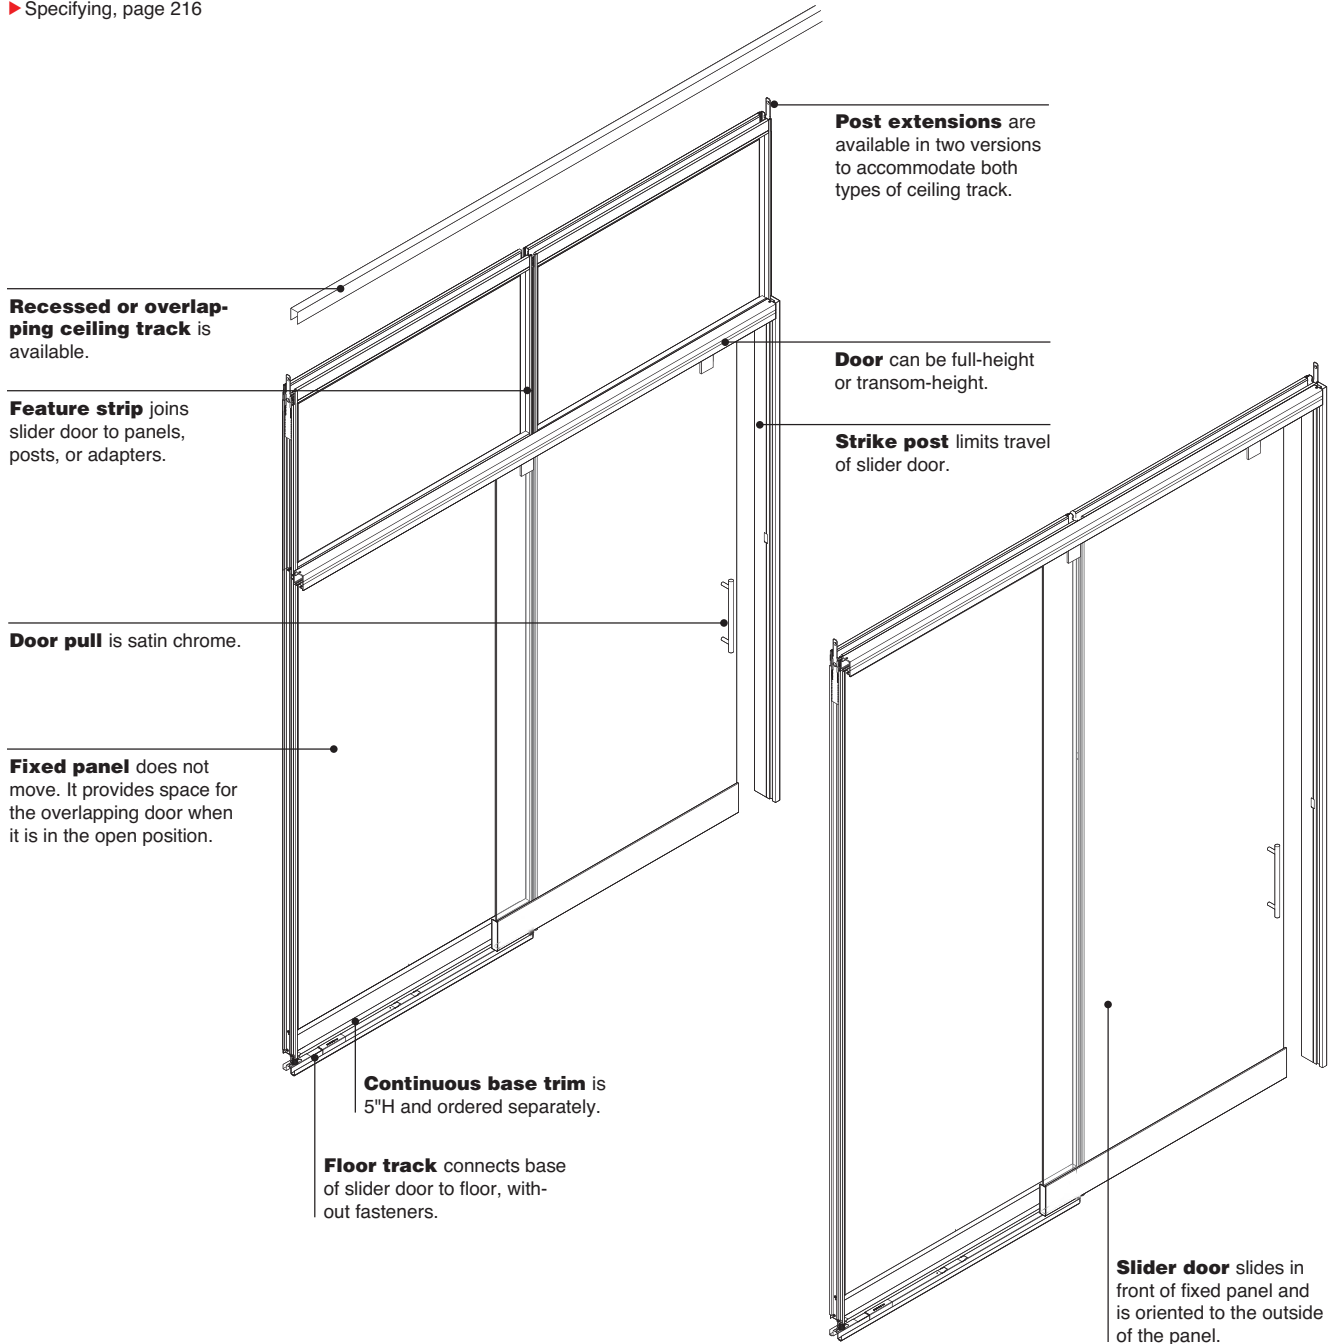 ▶ Specifying, page 216
Post extensions are
available in two versions
to accommodate both
types of ceiling track.
Recessed or overlap-
ping ceiling track is
available.
Door can be full-height
or transom-height.
Feature strip joins
slider door to panels,
posts, or adapters.
Strike post limits travel
of slider door.
Door pull is satin chrome.
Fixed panel does not
move. It provides space for
the overlapping door when
it is in the open position.
Continuous base trim is
5"H and ordered separately.
Floor track connects base
of slider door to floor, with-
out fasteners.
Slider door slides in
front of fixed panel and
is oriented to the outside
of the panel.